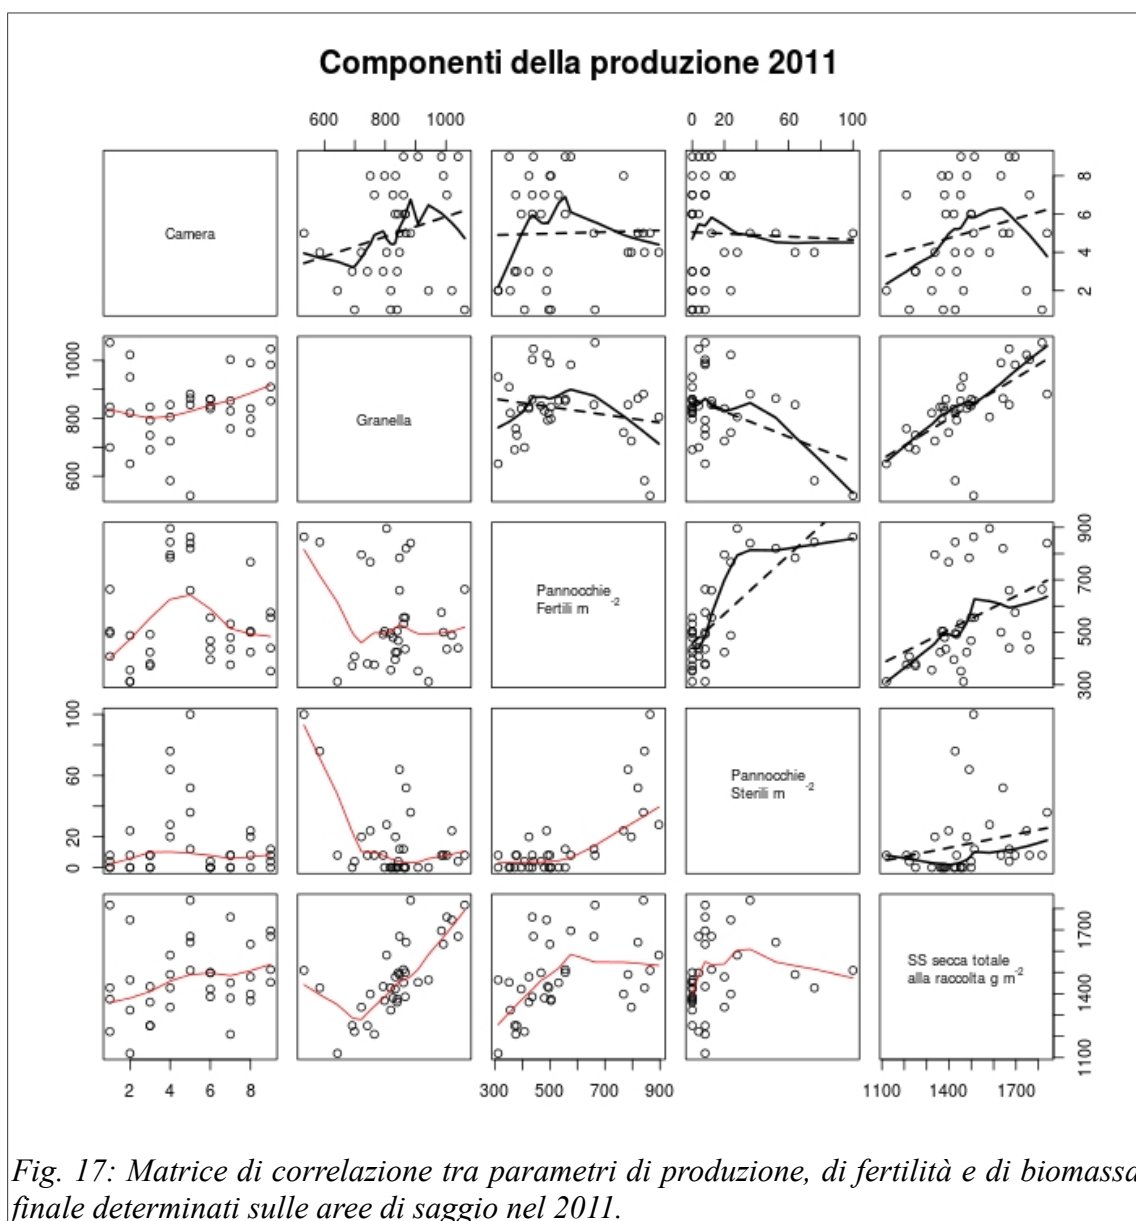 Componenti della produzione 2011
600 800 1000
0 20 60 100
Camera
2 4 6 8
600 800 1000
Granella
Pannocchie
Fertili m -2
300 500 700 900
0 20 60 100
Pannocchie
Sterili m -2
SS secca totale
alla raccolta g m-2
1100 1400 1700
2 4 6 8
300 500 700 900
1100 1400 1700
Fig. 17: Matrice di correlazione tra parametri di produzione, di fertilità e di biomassa
finale determinati sulle aree di saggio nel 2011.